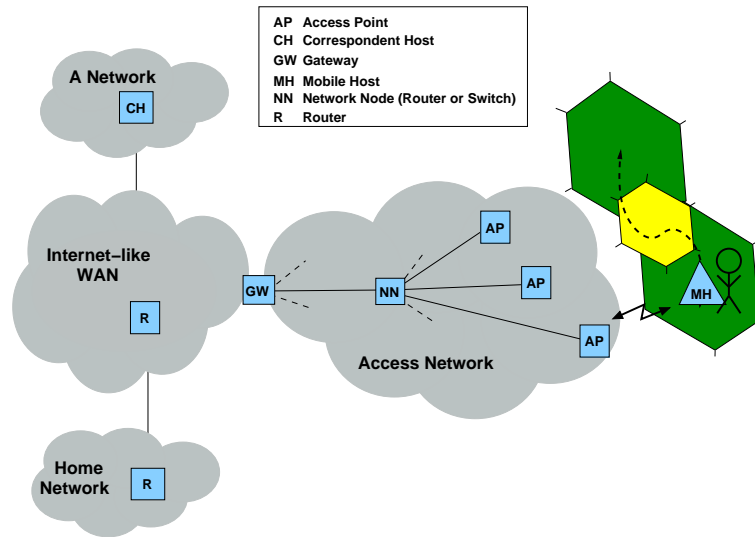 AP Access Point
CH Correspondent Host
GW Gateway
MH Mobile Host
NN Network Node (Router or Switch)
R Router
A Network
CH
Internet–like
WAN
R
GW
NN
AP
AP
AP
MH
Access Network
Home
Network
R